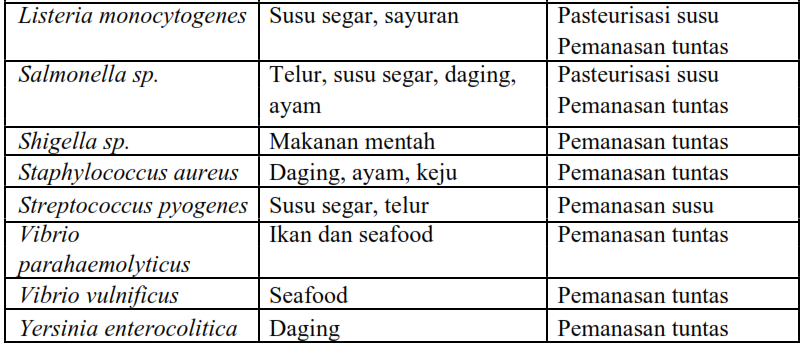 Listeria monocytogenes Susu segar, sayuran Pasteurisasi susu
Pemanasan tuntas
Salmonella sp. Telur, susu segar, daging, Pasteurisasi susu
ayam Pemanasan tuntas
Shigella sp. Makanan mentah Pemanasan tuntas
Staphylococcus aureus Daging, ayam, keju Pemanasan tuntas
Streptococcus pyogenes Susu segar, telur Pemanasan susu
Vibrio Ikan dan seafood Pemanasan tuntas
parahaemolyticus
Vibrio vulnificus Seafood Pemanasan tuntas
Yersinia enterocolitica Daging Pemanasan tuntas